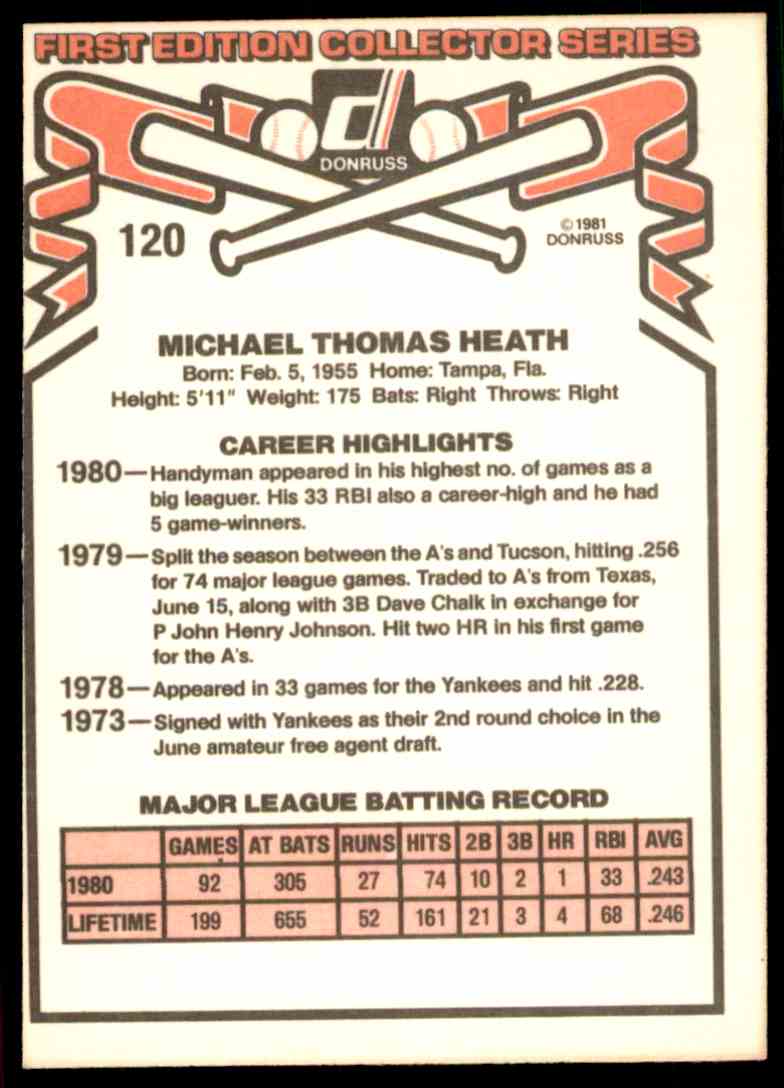 FIRST EDITION COLLECTOR SERIES
d
DONRUSS
120
© 1981
DONRUSS
MICHAEL THOMAS HEATH
Born: Feb. 5, 1955 Home: Tampa, Fla.
Height: 5'11" Weight: 175 Bats: Right Throws: Right
CAREER HIGHLIGHTS
1980—Handyman appeared in his highest no. of games as a
big leaguer. His 33 RBI also a career-high and he had
5 game-winners.
1979—Split the season between the A's and Tucson, hitting .256
for 74 major league games. Traded to A's from Texas,
June 15, along with 3B Dave Chalk in exchange for
P John Henry Johnson. Hit two HR in his first game
for the A's.
1978—Appeared in 33 games for the Yankees and hit .228.
1973—Signed with Yankees as their 2nd round choice in the
June amateur free agent draft.
MAJOR LEAGUE BATTING RECORD
GAMES AT BATS RUNS HITS 2B 3B HR RBI AVG
1980 92 305 27 74 10 2 1 33 .243
LIFETIME 199 655 52 161 21 3 4 68 .246